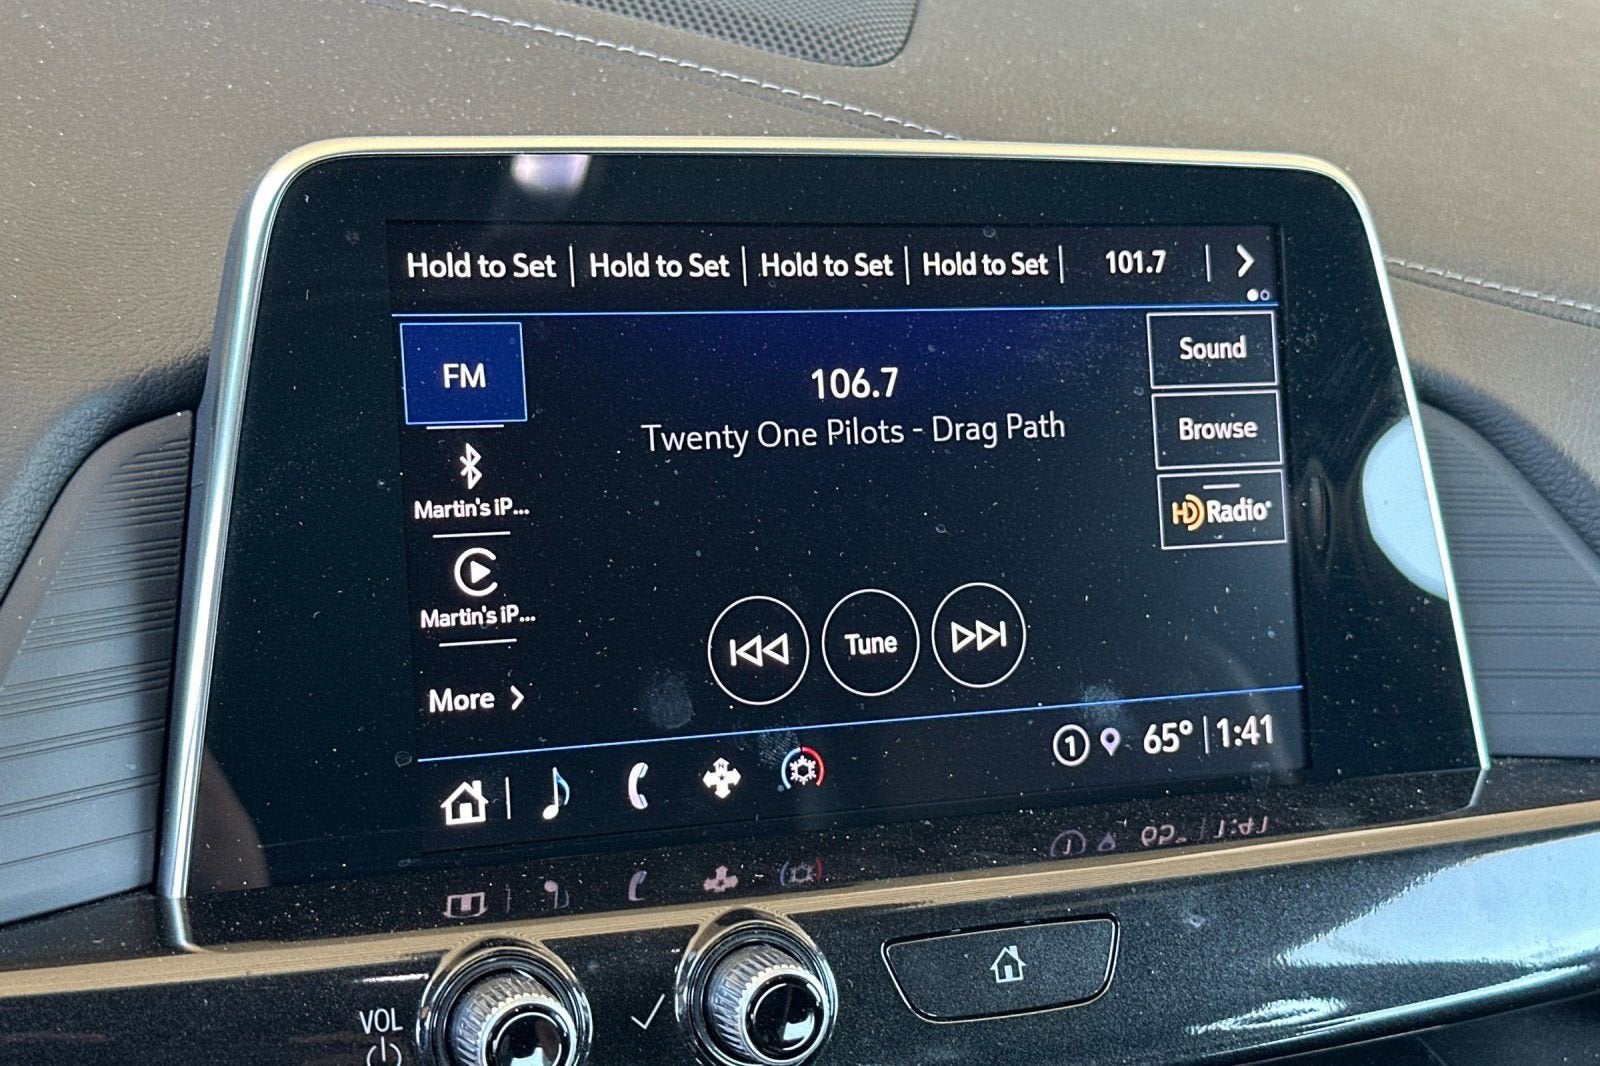 Hold to Set | Hold to Set | Hold to Set | Hold to Set | 101.7 |
FM
106.7
Twenty One Pilots - Drag Path
Sound
Browse
HD Radio®
Martin's iP...
Martin's iP...
More
Tune
1 65° 1:41
N
VOL